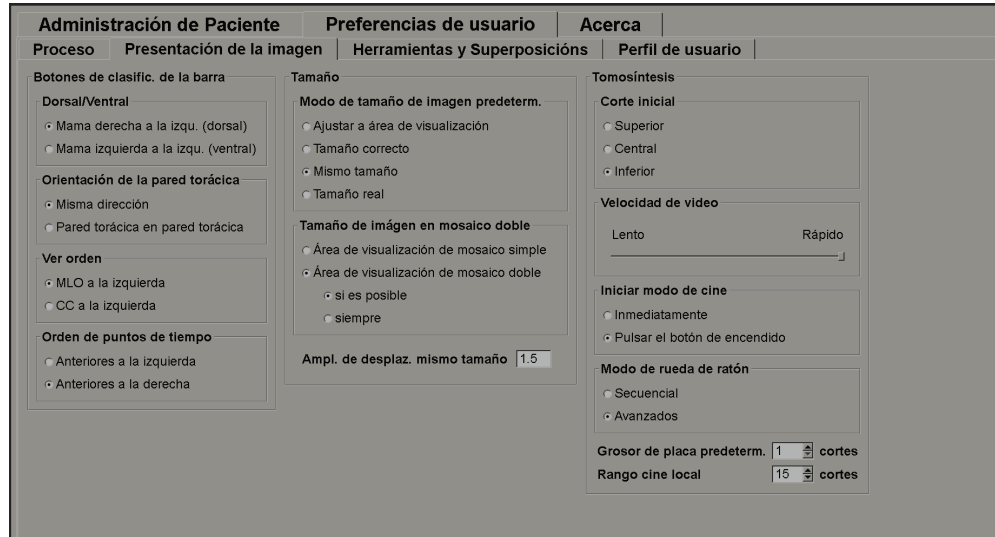 Administración de Paciente
Preferencias de usuario
Acerca
Proceso
Presentación de la imagen
Herramientas y Superposicións
Perfil de usuario
Botones de clasific. de la barra
Dorsal/Ventral
Mama derecha a la izqu. (dorsal)
Mama izquierda a la izqu. (ventral)
Orientación de la pared torácica
Misma dirección
Pared torácica en pared torácica
Ver orden
MLO a la izquierda
CC a la izquierda
Orden de puntos de tiempo
Anteriores a la izquierda
Anteriores a la derecha
Tamaño
Modo de tamaño de imagen predeterm.
Ajustar a área de visualización
Tamaño correcto
Mismo tamaño
Tamaño real
Tamaño de imágen en mosaico doble
Área de visualización de mosaico simple
Área de visualización de mosaico doble
si es posible
siempre
Ampl. de desplaz. mismo tamaño 1.5
Tomosíntesis
Corte inicial
Superior
Central
Inferior
Velocidad de video
Lento Rápido
Iniciar modo de cine
Inmediatamente
Pulsar el botón de encendido
Modo de rueda de ratón
Secuencial
Avanzados
Grosor de placa predeterm. 1 cortes
Rango cine local 15 cortes